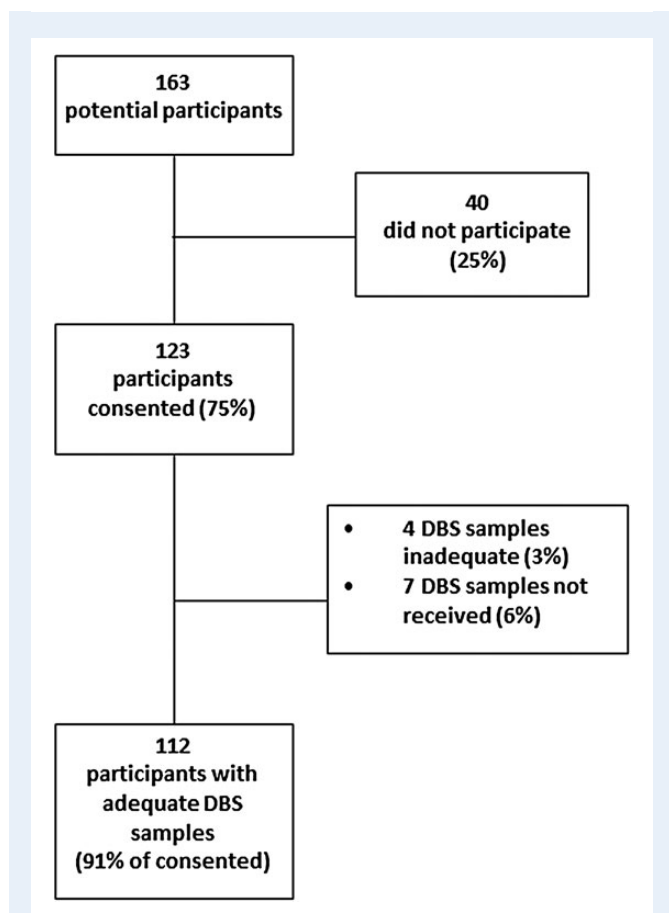 163
potential participants
40
did not participate
(25%)
123
participants
consented (75%)
• 4 DBS samples
inadequate (3%)
• 7 DBS samples not
received (6%)
112
participants with
adequate DBS
samples
(91% of consented)